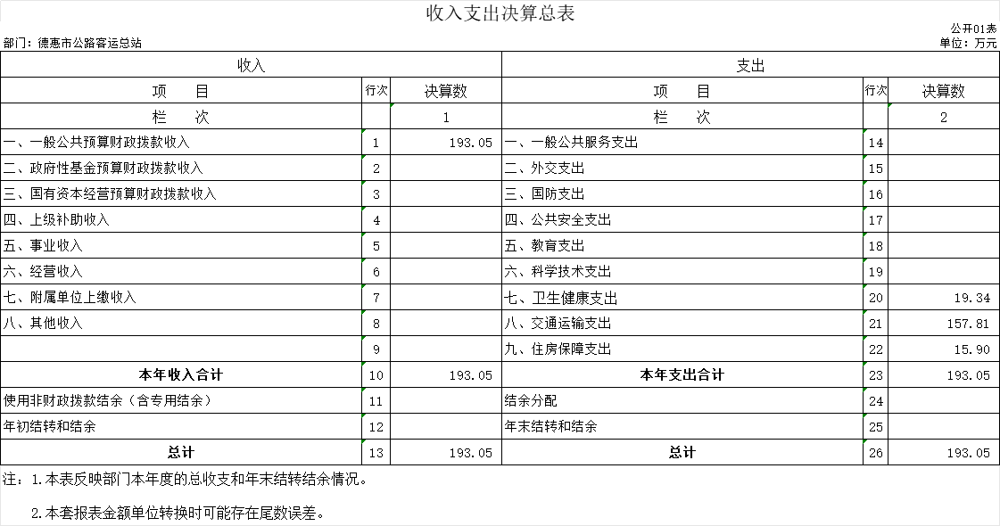 收入支出决算总表
公开01表
部门：德惠市公路客运总站 单位：万元
收入 支出
项 目 行次 决算数 项 目 行次 决算数
栏 次 1 栏 次 2
一、一般公共预算财政拨款收入 1 193.05 一、一般公共服务支出 14
二、政府性基金预算财政拨款收入 2 二、外交支出 15
三、国有资本经营预算财政拨款收入 3 三、国防支出 16
四、上级补助收入 4 四、公共安全支出 17
五、事业收入 5 五、教育支出 18
六、经营收入 6 六、科学技术支出 19
七、附属单位上缴收入 7 七、卫生健康支出 20 19.34
八、其他收入 8 八、交通运输支出 21 157.81
9 九、住房保障支出 22 15.90
本年收入合计 10 193.05 本年支出合计 23 193.05
使用非财政拨款结余（含专用结余） 11 结余分配 24
年初结转和结余 12 年末结转和结余 25
总计 13 193.05 总计 26 193.05
注：1.本表反映部门本年度的总收支和年末结转结余情况。
2.本套报表金额单位转换时可能存在尾数误差。